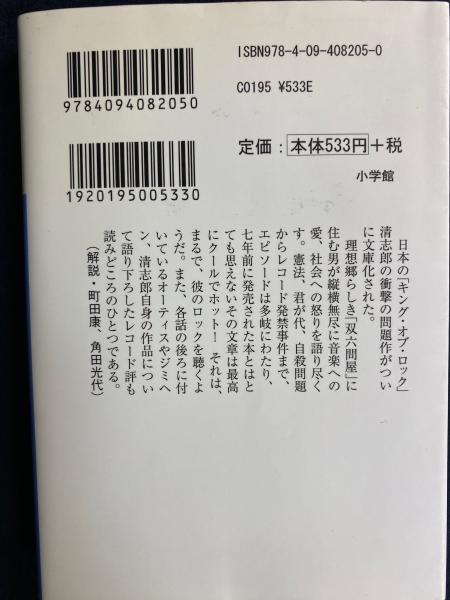 9784094082050
1920195005330
ISBN978-4-09-408205-0
C0195 ¥533E
定価：本体533円＋税
小学館
日本の「キング・オブ・ロック」
清志郎の衝撃の問題作がつい
に文庫化された。
理想郷らしき「双六問屋」に
住む男が縦横無尽に音楽への
愛、社会への怒りを語り尽く
す。憲法、君が代、自殺問題
からレコード発禁事件まで、
エピソードは多岐にわたり、
七年前に発売された本とはと
ても思えないその文章は最高
にクールでホット！ それは、
まるで、彼のロックを聴くよ
うだ。また、各話の後ろに付
いているオーティスやジミヘ
ン、清志郎自身の作品につい
て語り下ろしたレコード評も
読みどころのひとつである。
（解説・町田康、角田光代）